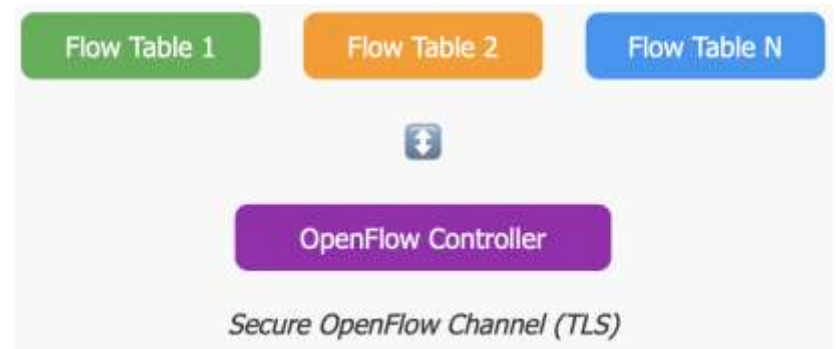 Flow Table 1
Flow Table 2
Flow Table N
OpenFlow Controller
Secure OpenFlow Channel (TLS)